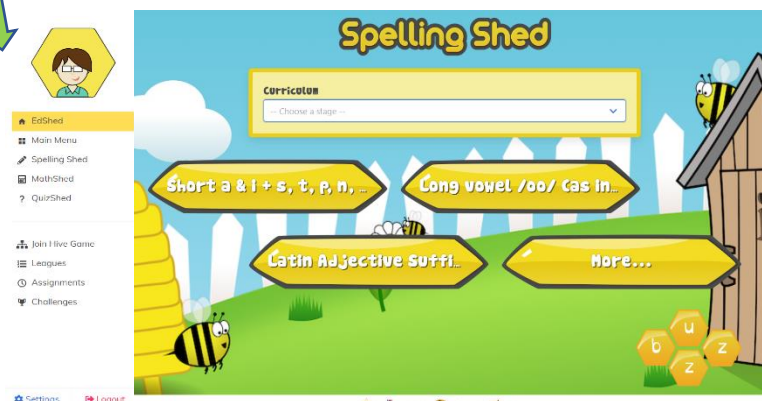 Spelling Shed
Curriculum
-- Choose a stage --
EdShed
Main Menu
Spelling Shed
MathShed
QuizShed
Join Hive Game
Leagues
Assignments
Challenges
Settings
Logout
Short a & i + s, t, p, n, ...
Long vowel /oo/ Cas in...
Latin Adjective Suffi...
More...
b u z z